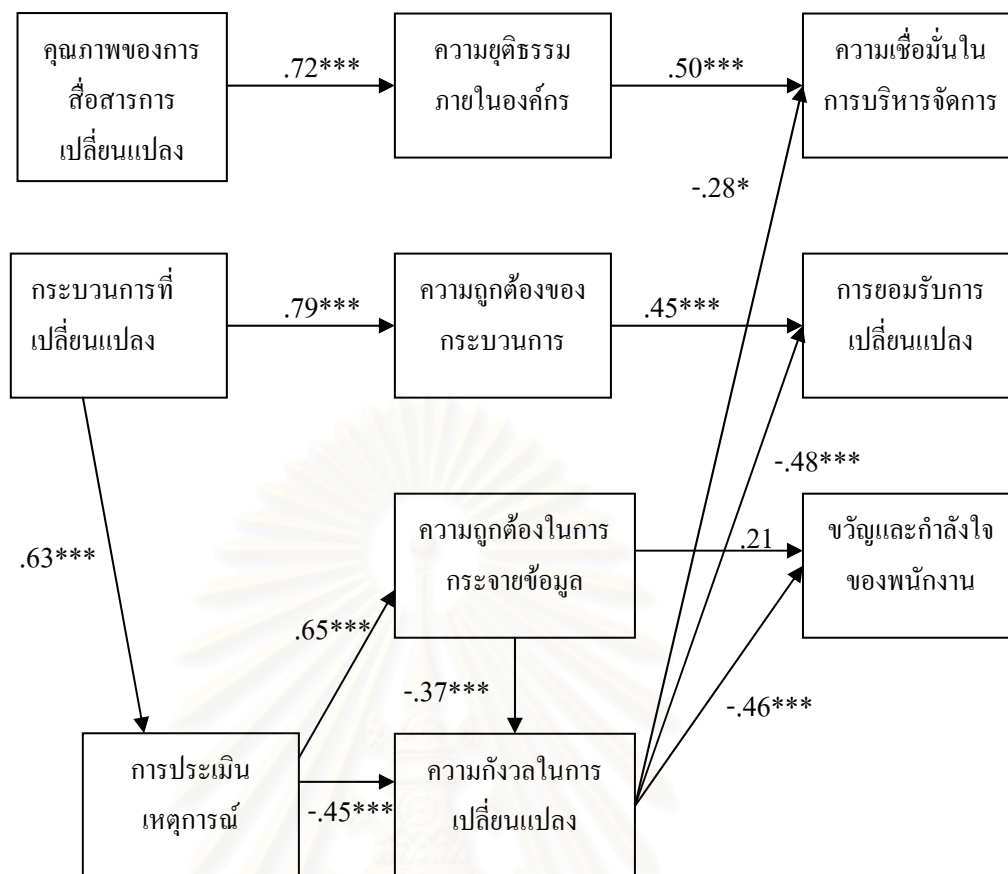 คุณภาพของการ
สื่อสารการ
เปลี่ยนแปลง
.72***
ความยุติธรรม
ภายในองค์กร
.50***
ความเชื่อมั่นใน
การบริหารจัดการ
-.28*
กระบวนการที่
เปลี่ยนแปลง
.79***
ความถูกต้องของ
กระบวนการ
.45***
การยอมรับการ
เปลี่ยนแปลง
-.48***
.63***
ความถูกต้องในการ
กระจายข้อมูล
.21
ขวัญและกำลังใจ
ของพนักงาน
.65***
-.37***
-.46***
การประเมิน
เหตุการณ์
-.45***
ความกังวลในการ
เปลี่ยนแปลง